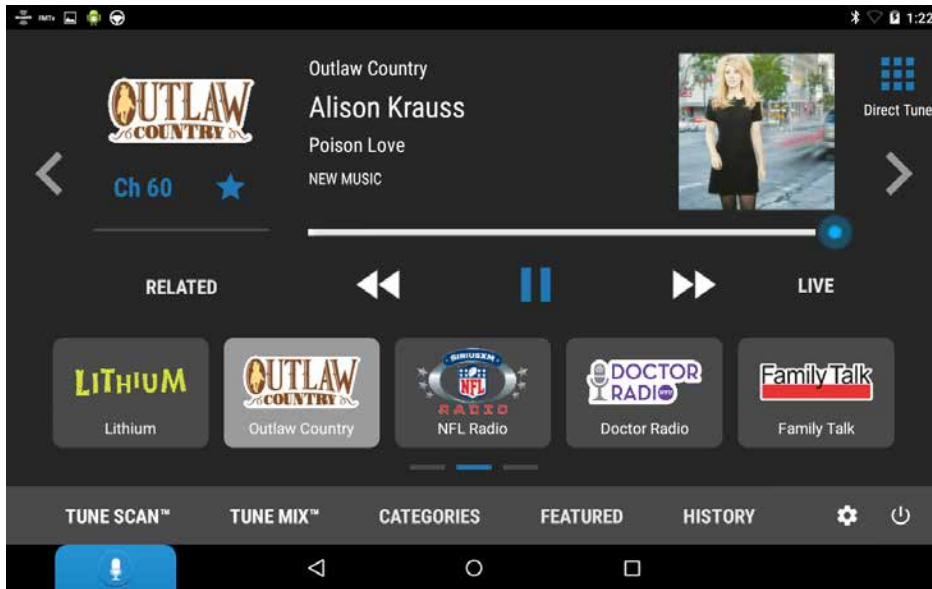 1:22
OUTLAW
COUNTRY
Ch 60
Outlaw Country
Alison Krauss
Poison Love
NEW MUSIC
Direct Tune
RELATED
LIVE
LITHIUM
Lithium
OUTLAW
COUNTRY
Outlaw Country
SIRIUSXM
NFL
RADIO
NFL Radio
DOCTOR
RADIO
Doctor Radio
Family Talk
Family Talk
TUNE SCAN™
TUNE MIX™
CATEGORIES
FEATURED
HISTORY